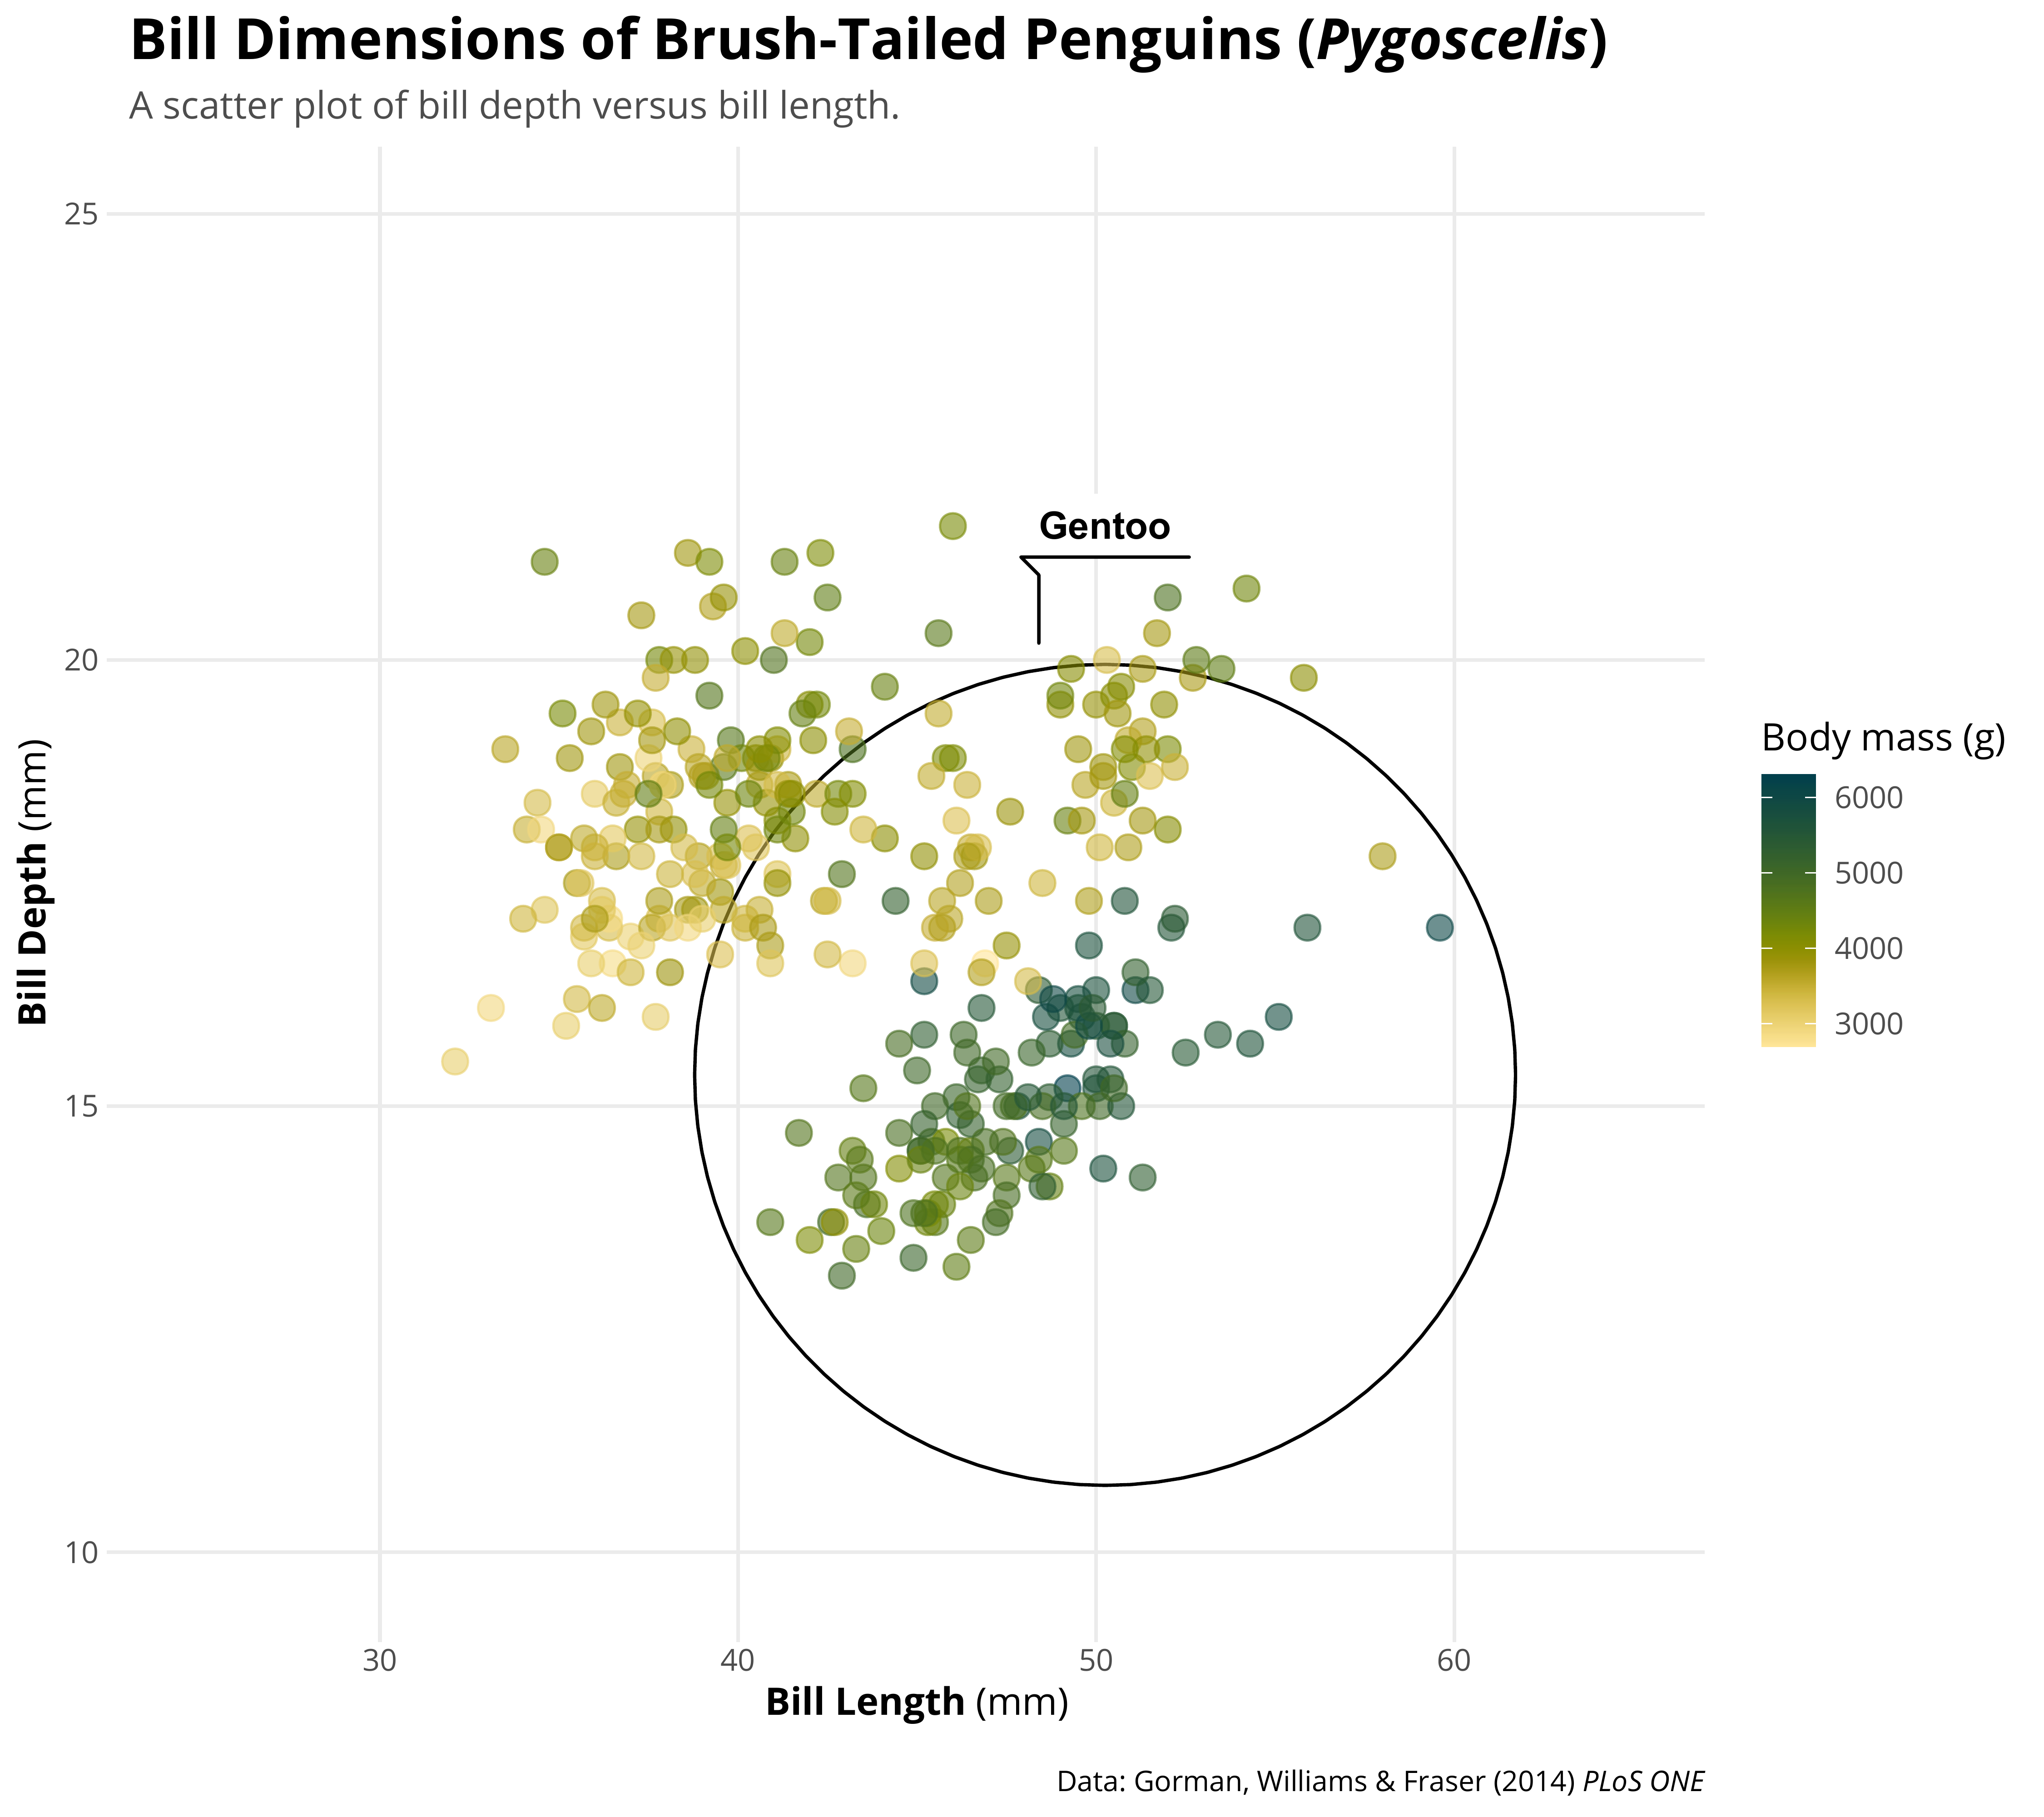 Bill Dimensions of Brush-Tailed Penguins (Pygoscelis)
A scatter plot of bill depth versus bill length.
25
20
15
10
Bill Depth (mm)
Gentoo
30
40
50
60
Bill Length (mm)
Body mass (g)
6000
5000
4000
3000
Data: Gorman, Williams & Fraser (2014) PLoS ONE